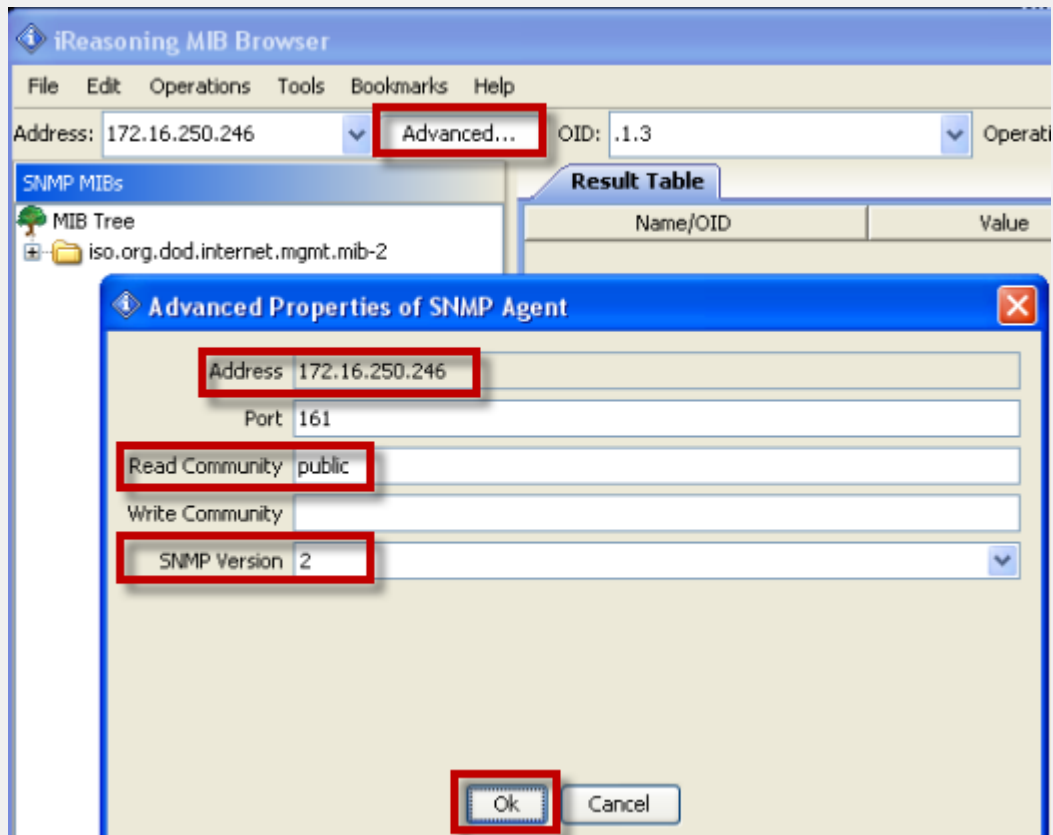 iReasoning MIB Browser
File Edit Operations Tools Bookmarks Help
Address: 172.16.250.246 Advanced... OID: .1.3 Operati
SNMP MIBs Result Table
MIB Tree Name/OID Value
iso.org.dod.internet.mgmt.mib-2
Advanced Properties of SNMP Agent
Address 172.16.250.246
Port 161
Read Community public
Write Community
SNMP Version 2
Ok Cancel